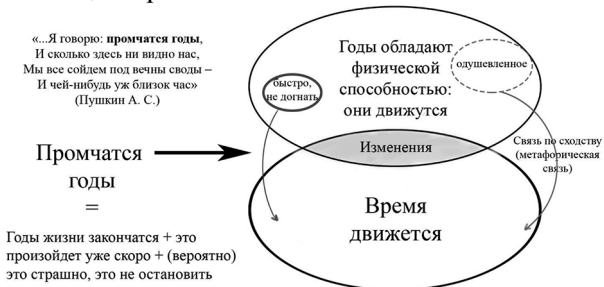 «...Я говорю: промчатся годы,
И сколько здесь ни видно нас,
Мы все сойдем под вечны своды –
И чей-нибудь уж близок час»
(Пушкин А. С.)
Промчатся
годы
=
Годы жизни закончатся + это
произойдет уже скоро + (вероятно)
это страшно, это не остановить
Годы обладают
физической
способностью:
они движутся
быстро,
не догнать
одушевленное
Изменения
Время
движется
Связь по сходству
(метафорическая
связь)